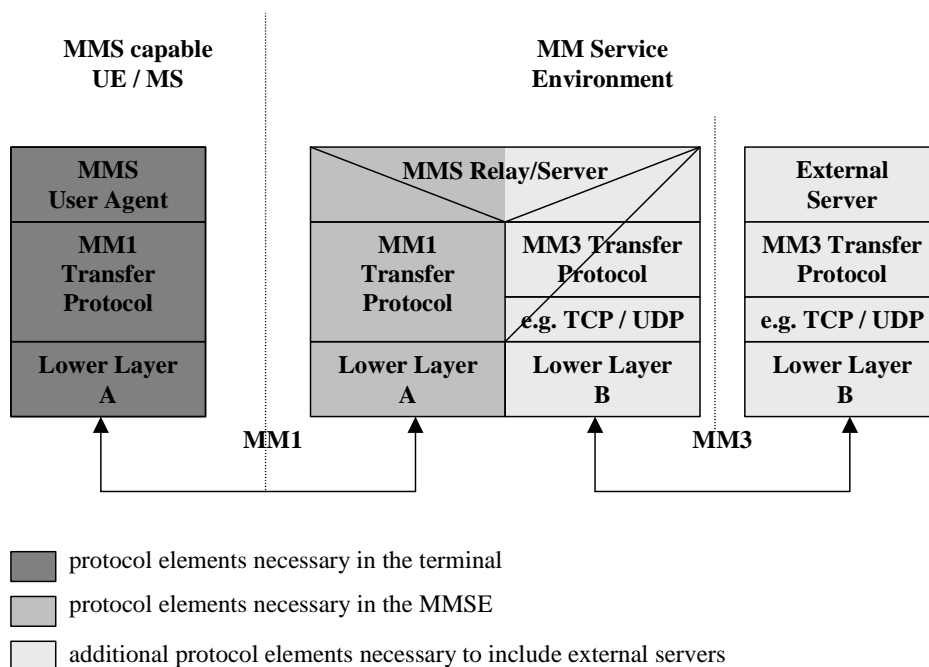 MMS capable
UE / MS
MM Service
Environment
MMS
User Agent
MM1
Transfer
Protocol
Lower Layer
A
MMS Relay/Server
MM1
Transfer
Protocol
Lower Layer
A
MM3 Transfer
Protocol
e.g. TCP / UDP
Lower Layer
B
External
Server
MM3 Transfer
Protocol
e.g. TCP / UDP
Lower Layer
B
MM1
MM3
protocol elements necessary in the terminal
protocol elements necessary in the MMSE
additional protocol elements necessary to include external servers